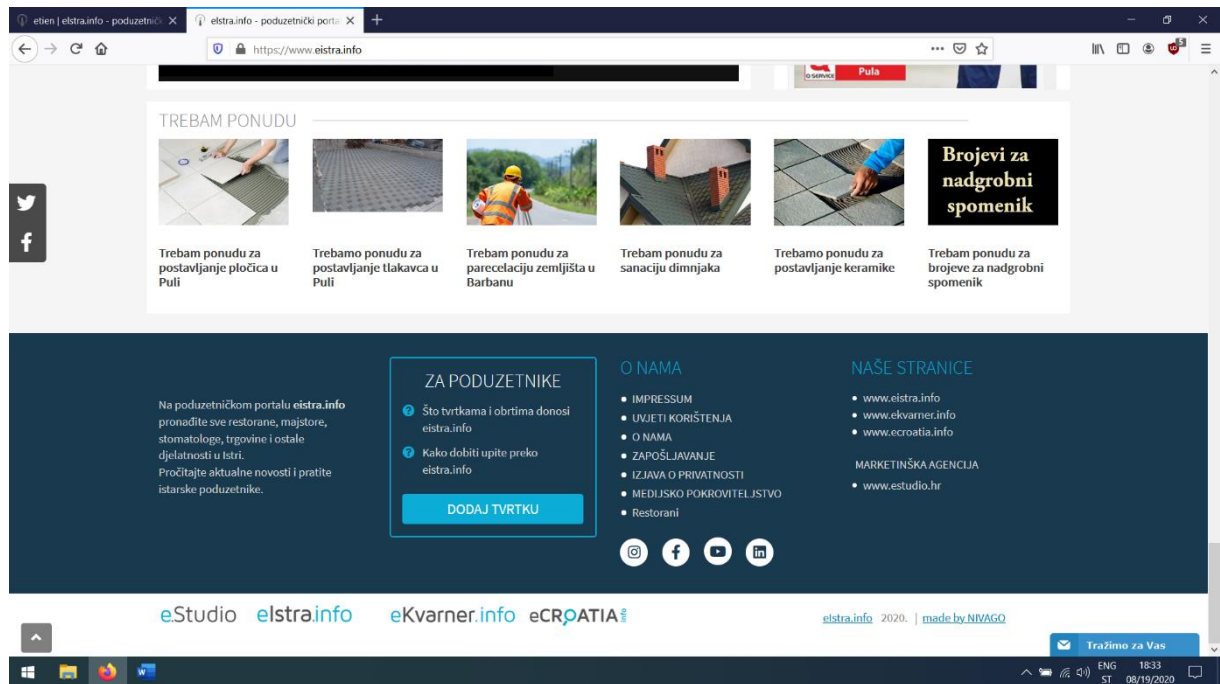 etien | elstra.info - poduzetničk
elstra.info - poduzetnički portal
https://www.eistra.info
5
G-SERVICE
Pula
TREBAM PONUDU
Brojevi za
nadgrobni
spomenik
Trebam ponudu za
postavljanje pločica u
Puli
Trebamo ponudu za
postavljanje tlakavca u
Puli
Trebam ponudu za
parecelaciju zemljišta u
Barbanu
Trebam ponudu za
sanaciju dimnjaka
Trebamo ponudu za
postavljanje keramike
Trebam ponudu za
brojeve za nadgrobni
spomenik
Na poduzetničkom portalu eistra.info
pronađite sve restorane, majstore,
stomatologe, trgovine i ostale
djelatnosti u Istri.
Pročitajte aktualne novosti i pratite
istarske poduzetnike.
ZA PODUZETNIKE
Što tvrtkama i obrtima donosi
eistra.info
Kako dobiti upite preko
eistra.info
DODAJ TVRTKU
O NAMA
• IMPRESSUM
• UVJETI KORIŠTENJA
• O NAMA
• ZAPOŠLJAVANJE
• IZJAVA O PRIVATNOSTI
• MEDIJSKO POKROVITELJSTVO
• Restorani
NAŠE STRANICE
• www.eistra.info
• www.ekvarner.info
• www.ecroatia.info
MARKETINŠKA AGENCIJA
• www.estudio.hr
e.Studio eIstra.info eKvarner.info eCROATIA.info
eIstra.info 2020. | made by NIVAGO
Tražimo za Vas
ENG 18:33
ST 08/19/2020